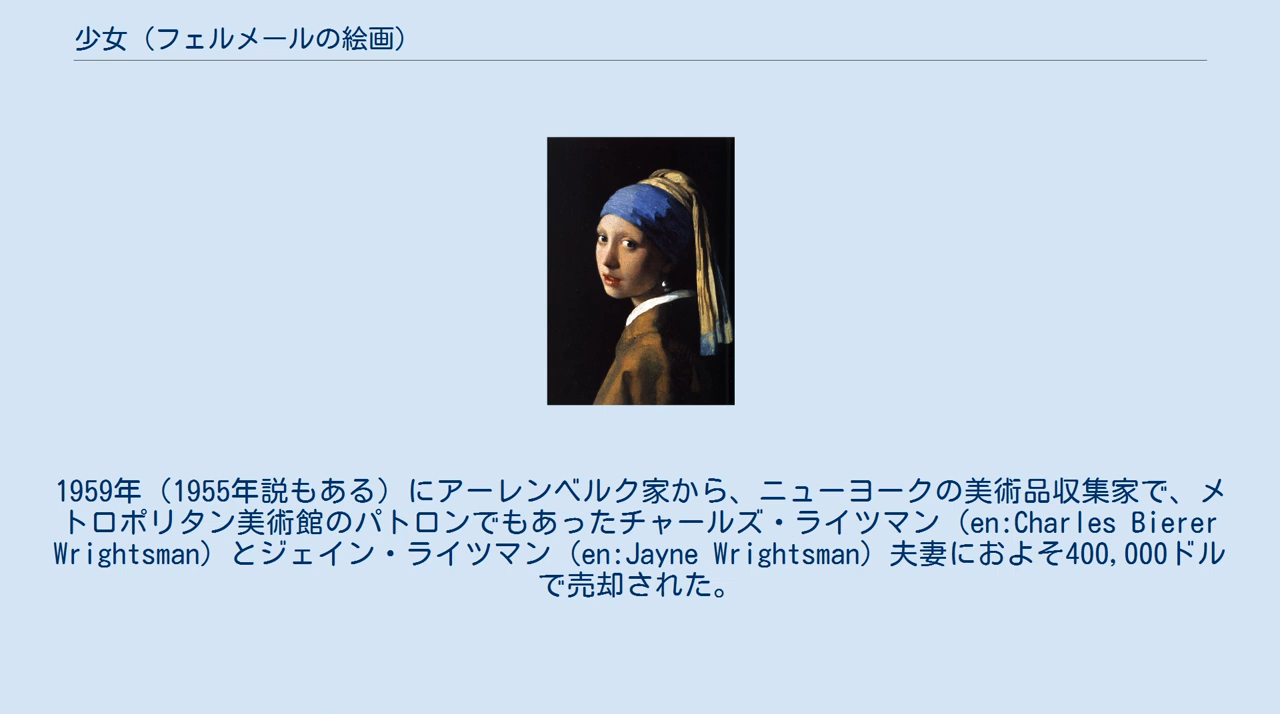 少女（フェルメールの絵画）
1959年（1955年説もある）にアーレンベルク家から、ニューヨークの美術品収集家で、メ
トロポリタン美術館のパトロンでもあったチャールズ・ライツマン（en:Charles Bierer
Wrightsman）とジェイン・ライツマン（en:Jayne Wrightsman）夫妻におよそ400,000ドル
で売却された。